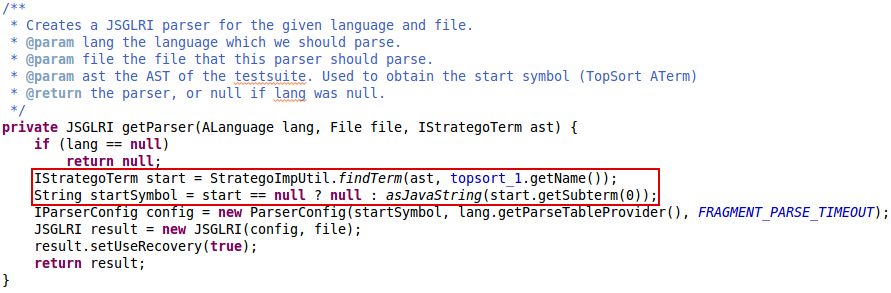 /**
 * Creates a JSGLRI parser for the given language and file.
 * @param lang the language which we should parse.
 * @param file the file that this parser should parse.
 * @param ast the AST of the testsuite. Used to obtain the start symbol (TopSort ATerm)
 * @return the parser, or null if lang was null.
 */
private JSGLRI getParser(ALanguage lang, File file, IStrategoTerm ast) {
    if (lang == null)
        return null;
    IStrategoTerm start = StrategoImpUtil.findTerm(ast, topsort_1.getName());
    String startSymbol = start == null ? null : asJavaString(start.getSubterm(0));
    IParserConfig config = new ParserConfig(startSymbol, lang.getParseTableProvider(), FRAGMENT_PARSE_TIMEOUT);
    JSGLRI result = new JSGLRI(config, file);
    result.setUseRecovery(true);
    return result;
}